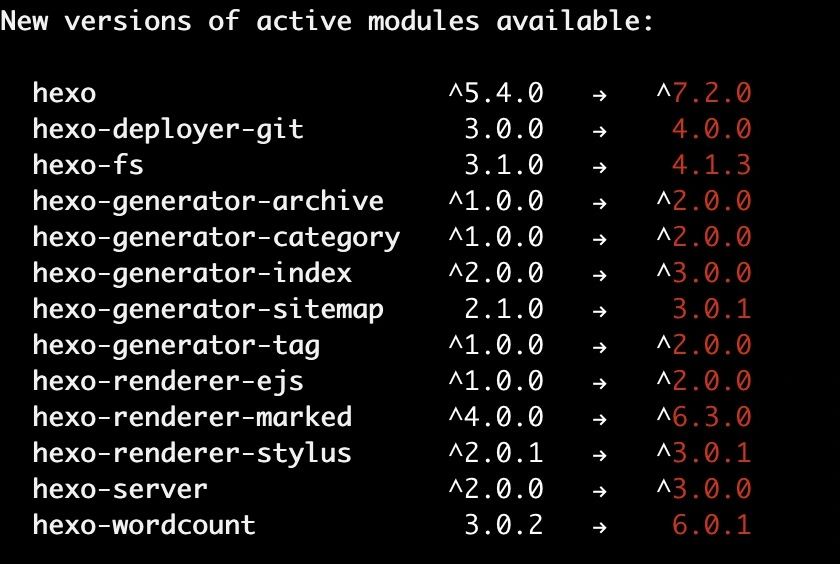 New versions of active modules available:
hexo ^5.4.0 → ^7.2.0
hexo-deployer-git 3.0.0 → 4.0.0
hexo-fs 3.1.0 → 4.1.3
hexo-generator-archive ^1.0.0 → ^2.0.0
hexo-generator-category ^1.0.0 → ^2.0.0
hexo-generator-index ^2.0.0 → ^3.0.0
hexo-generator-sitemap 2.1.0 → 3.0.1
hexo-generator-tag ^1.0.0 → ^2.0.0
hexo-renderer-ejs ^1.0.0 → ^2.0.0
hexo-renderer-marked ^4.0.0 → ^6.3.0
hexo-renderer-stylus ^2.0.1 → ^3.0.1
hexo-server ^2.0.0 → ^3.0.0
hexo-wordcount 3.0.2 → 6.0.1